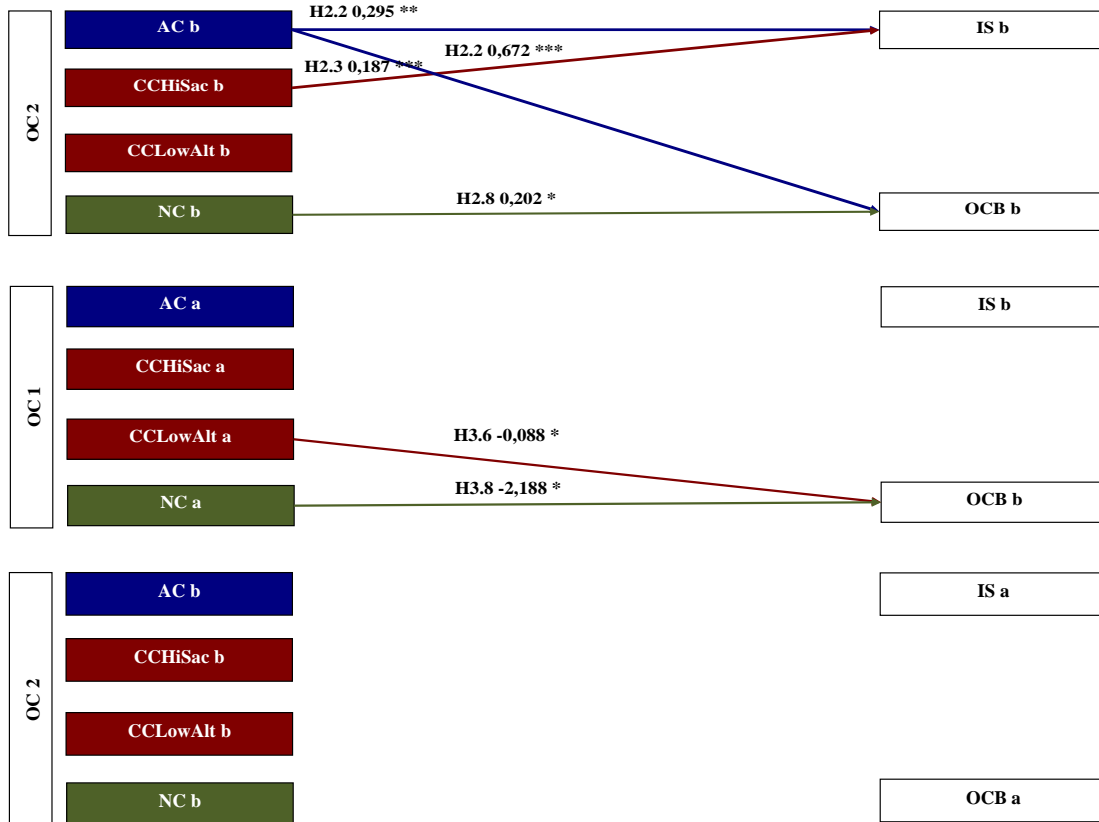 OC 2
AC b
H2.2 0,295 **
IS b
H2.2 0,672 ***
H2.3 0,187 ***
CCHiSac b
CCLowAlt b
NC b
H2.8 0,202 *
OCB b
OC 1
AC a
IS b
CCHiSac a
CCLowAlt a
H3.6 -0,088 *
NC a
H3.8 -2,188 *
OCB b
OC 2
AC b
IS a
CCHiSac b
CCLowAlt b
NC b
OCB a